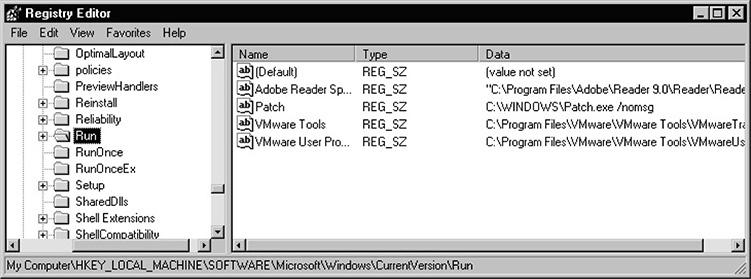 Registry Editor
File Edit View Favorites Help
OptimalLayout
policies
PreviewHandlers
Reinstall
Reliability
Run
RunOnce
RunOnceEx
Setup
SharedDlls
Shell Extensions
ShellCompatibility
Name Type Data
(Default) REG_SZ (value not set)
Adobe Reader Sp... REG_SZ "C:\Program Files\Adobe\Reader 9.0\Reader\Reade
Patch REG_SZ C:\WINDOWS\Patch.exe /nomsg
VMware Tools REG_SZ C:\Program Files\VMware\VMware Tools\VMwareTra
VMware User Pro... REG_SZ C:\Program Files\VMware\VMware Tools\VMwareUs
My Computer\HKEY_LOCAL_MACHINE\SOFTWARE\Microsoft\Windows\CurrentVersion\Run